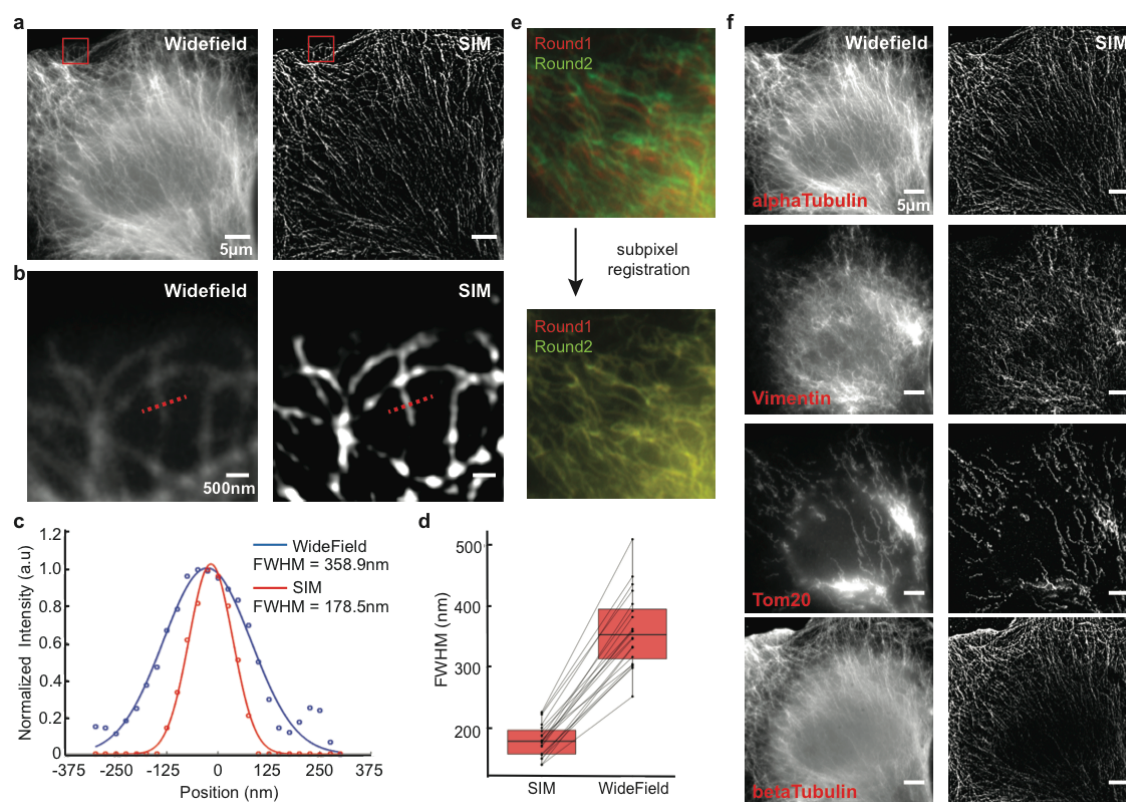 a
Widefield
SIM
5µm
b
Widefield
SIM
500nm
c
Normalized Intensity (a.u)
1.2
1.0
0.8
0.6
0.4
0.2
0
-375
-250
-125
0
125
250
375
Position (nm)
WideField
FWHM = 358.9nm
SIM
FWHM = 178.5nm
d
FWHM (nm)
500
400
300
200
SIM
WideField
e
Round1
Round2
subpixel
registration
Round1
Round2
f
Widefield
SIM
alphaTubulin
5µm
Vimentin
Tom20
betaTubulin